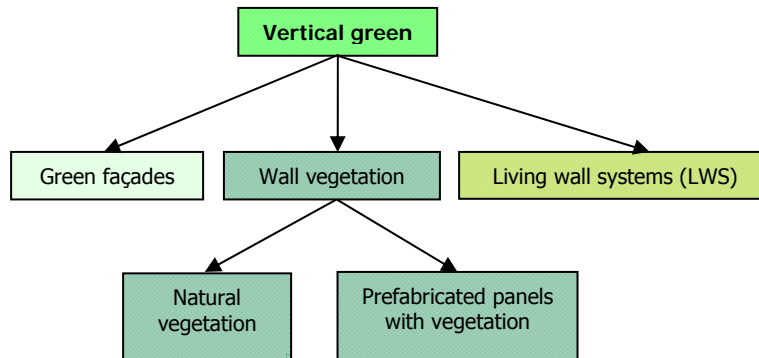 Vertical green
Green façades
Wall vegetation
Living wall systems (LWS)
Natural
vegetation
Prefabricated panels
with vegetation